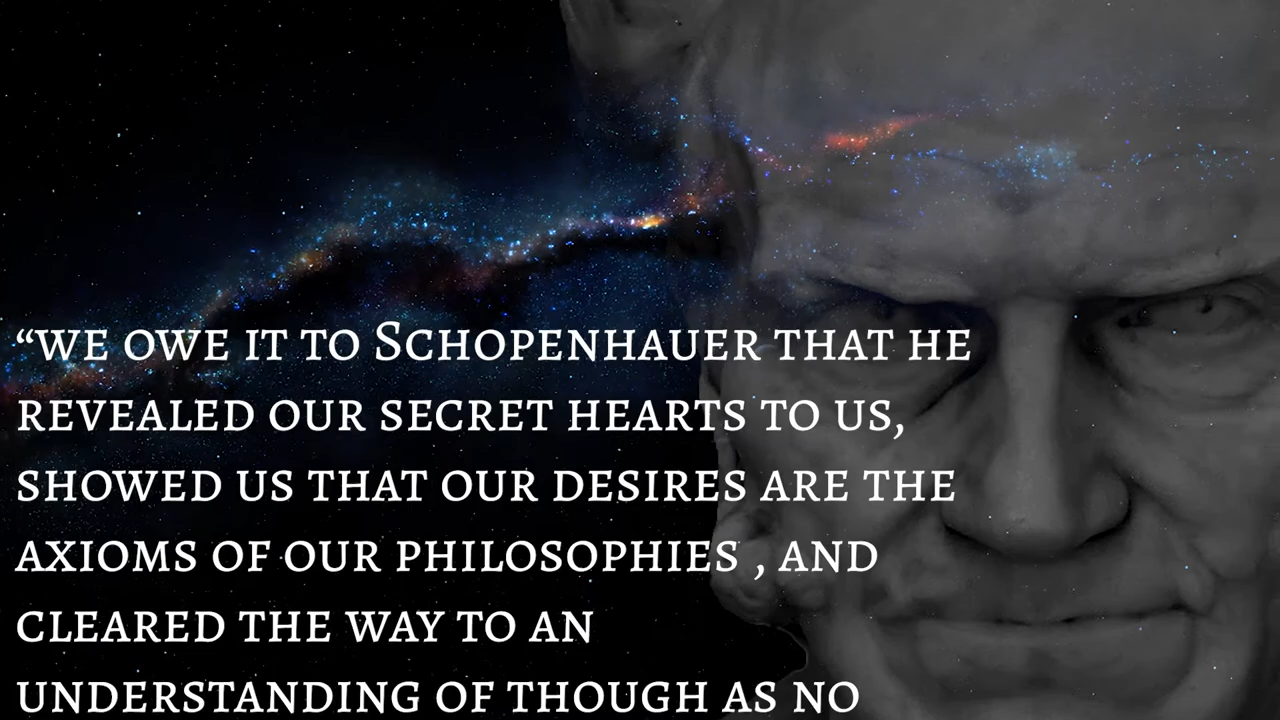 “we owe it to Schopenhauer that he
revealed our secret hearts to us,
showed us that our desires are the
axioms of our philosophies , and
cleared the way to an
understanding of though as no